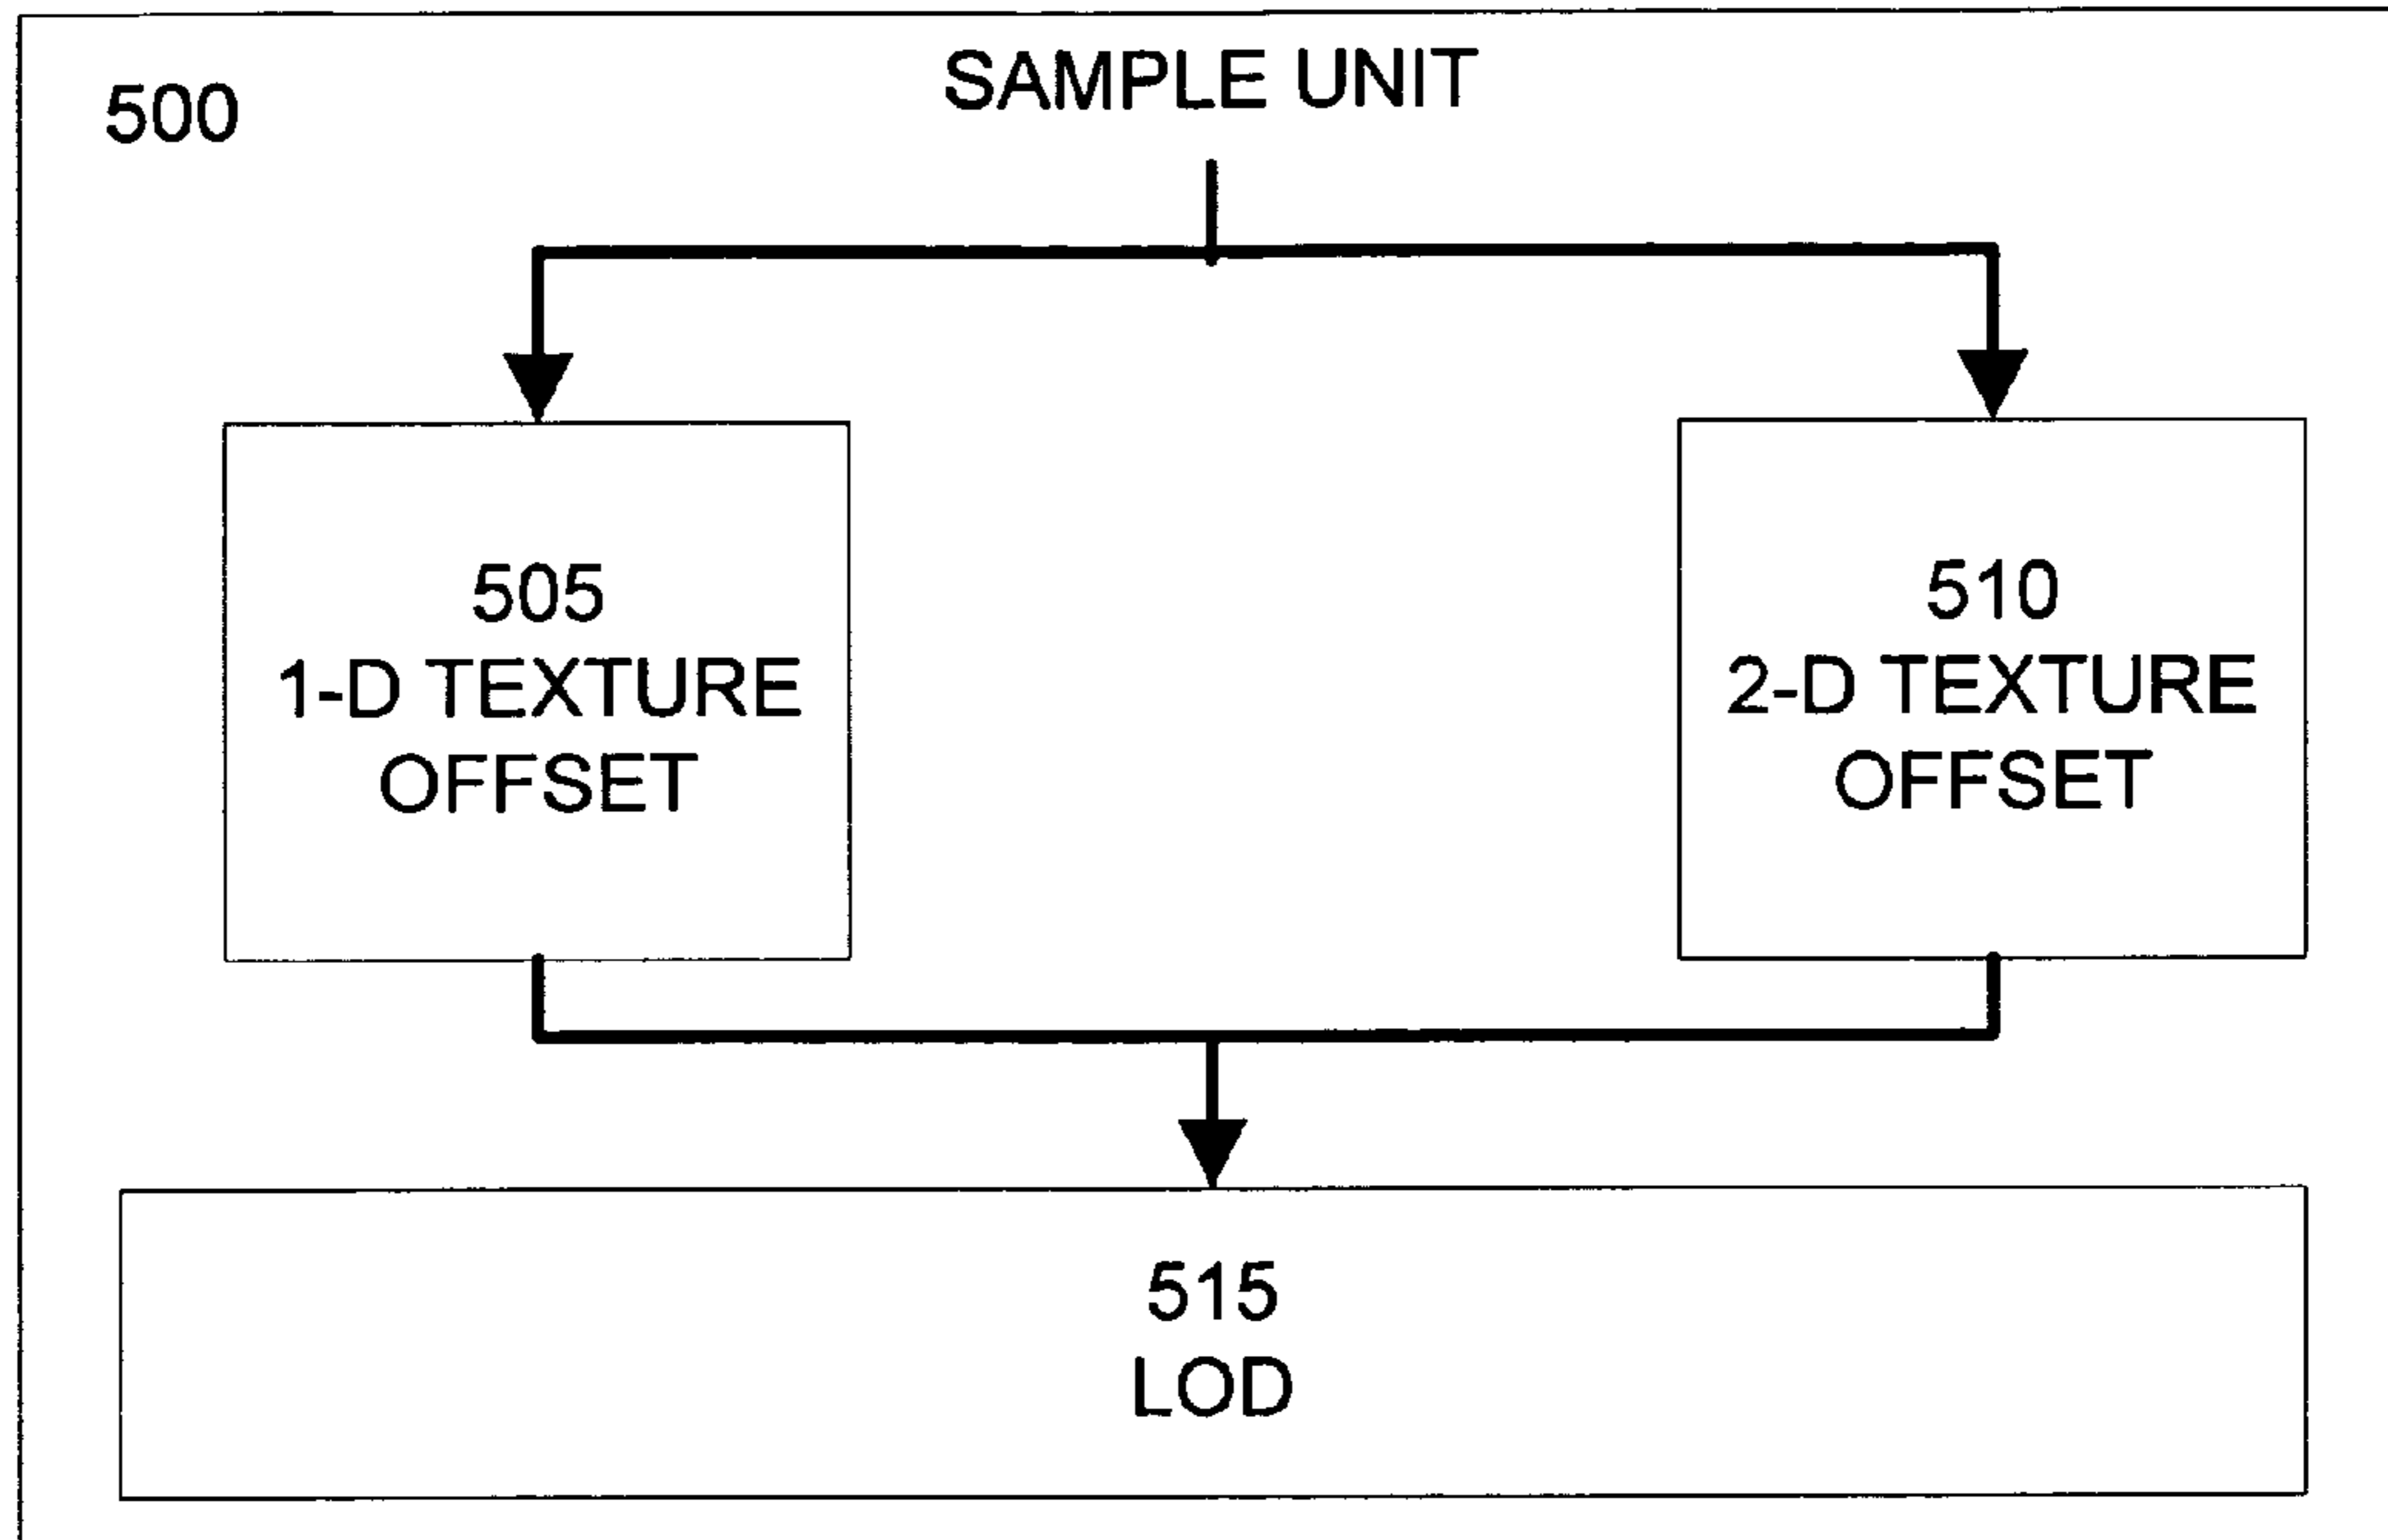 SAMPLE UNIT
500
505
1-D TEXTURE
OFFSET
510
2-D TEXTURE
OFFSET
515
LOD